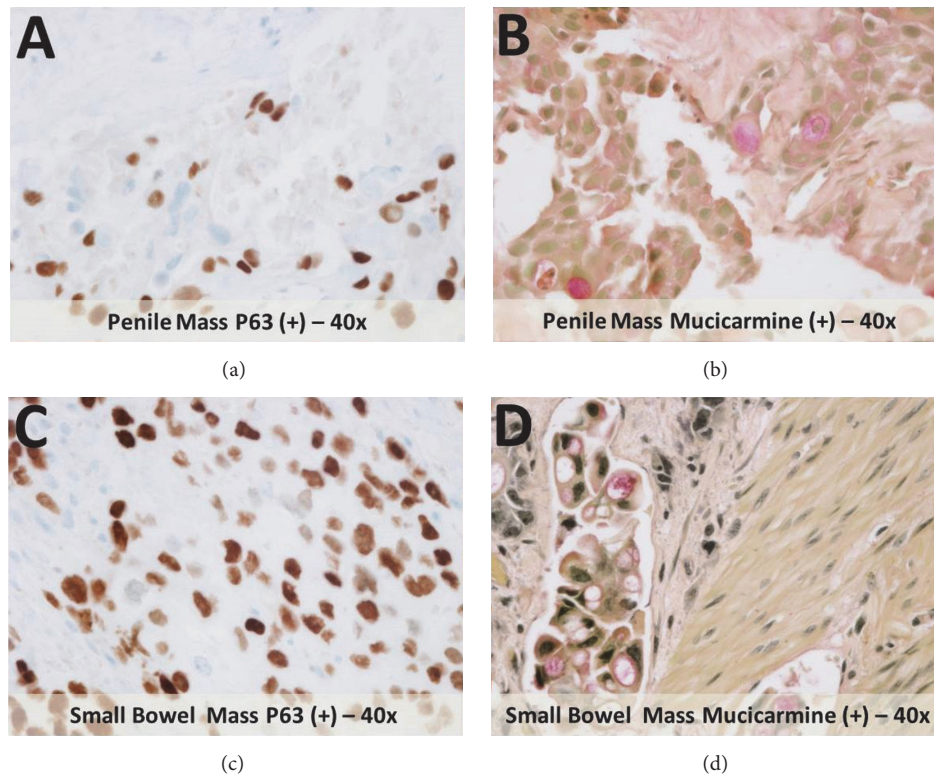 A
B
Penile Mass P63 (+) – 40x
Penile Mass Mucicarmine (+) – 40x
(a)
(b)
C
D
Small Bowel Mass P63 (+) – 40x
Small Bowel Mass Mucicarmine (+) – 40x
(c)
(d)